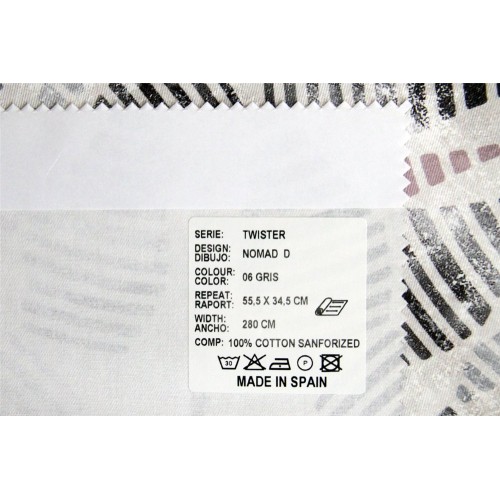 SERIE: TWISTER
DESIGN:
DIBUJO: NOMAD D
COLOUR:
COLOR: 06 GRIS
REPEAT
RAPORT: 55,5 X 34,5 CM
WIDTH:
ANCHO: 280 CM
COMP: 100% COTTON SANFORIZED
30 P
MADE IN SPAIN